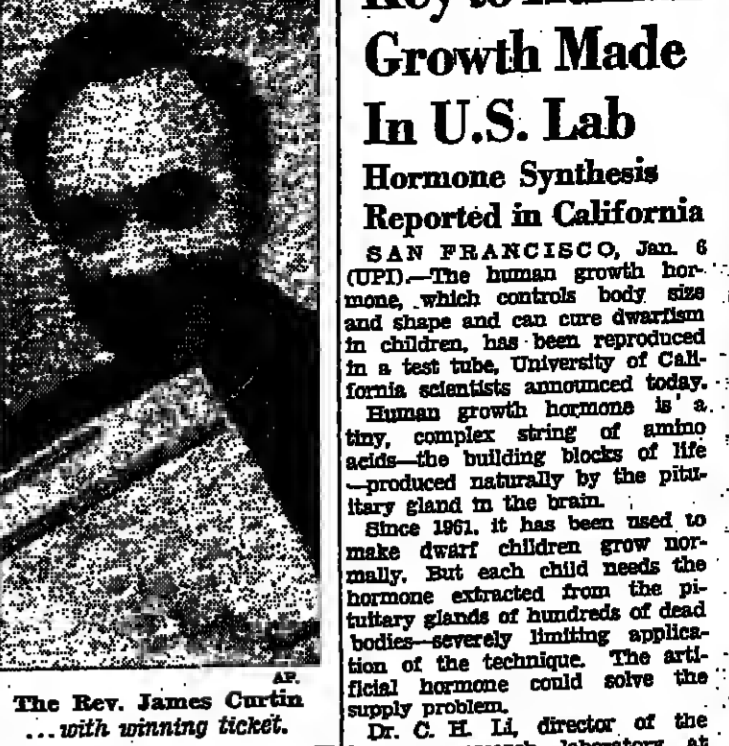 Key to Human
Growth Made
In U.S. Lab
Hormone Synthesis
Reported in California
SAN FRANCISCO, Jan. 6
(UPI).—The human growth hor-
mone, which controls body size
and shape and can cure dwarfism
in children, has been reproduced
in a test tube, University of Cali-
fornia scientists announced today.
Human growth hormone is a
tiny, complex string of amino
acids—the building blocks of life
—produced naturally by the pitu-
itary gland in the brain.
Since 1961, it has been used to
make dwarf children grow nor-
mally. But each child needs the
hormone extracted from the pi-
tuitary glands of hundreds of dead
bodies—severely limiting applica-
tion of the technique. The arti-
ficial hormone could solve the
supply problem.
Dr. C. H. Li, director of the
laboratory at
AP.
The Rev. James Curtin
...with winning ticket.